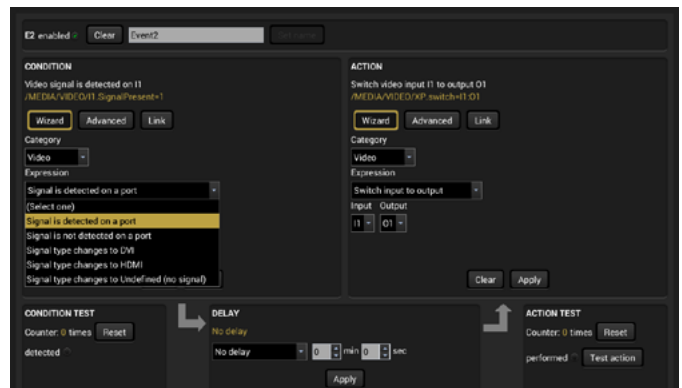 E2 enabled Clear Event2 Set name
CONDITION
Video signal is detected on I1
/MEDIA/VIDEO/I1.SignalPresent=1
Wizard Advanced Link
Category
Video
Expression
Signal is detected on a port
(Select one)
Signal is detected on a port
Signal is not detected on a port
Signal type changes to DVI
Signal type changes to HDMI
Signal type changes to Undefined (no signal)
ACTION
Switch video input I1 to output O1
/MEDIA/VIDEO/XP.switch=I1:O1
Wizard Advanced Link
Category
Video
Expression
Switch input to output
Input Output
I1 O1
Clear Apply
CONDITION TEST
Counter: 0 times Reset
detected
DELAY
No delay
No delay 0 min 0 sec
Apply
ACTION TEST
Counter: 0 times Reset
performed Test action